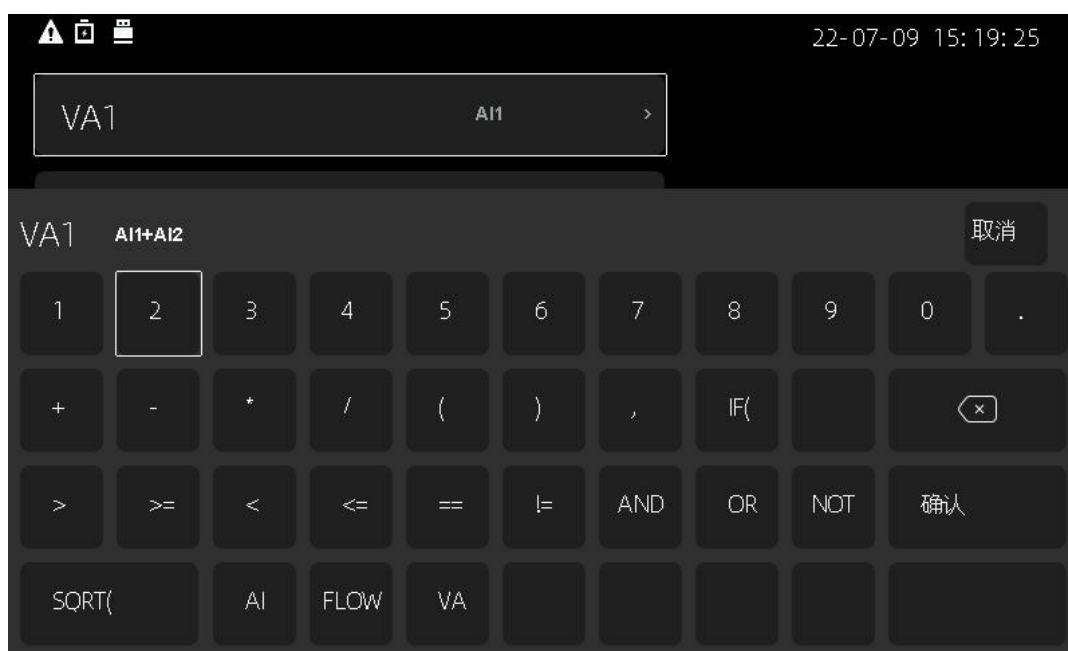 22-07-09 15:19:25
VA1 AI1 >
VA1 AI1+AI2 取消
1 2 3 4 5 6 7 8 9 0 .
+ - * / ( ) , IF(
> >= < <= == != AND OR NOT 确认
SQRT( AI FLOW VA